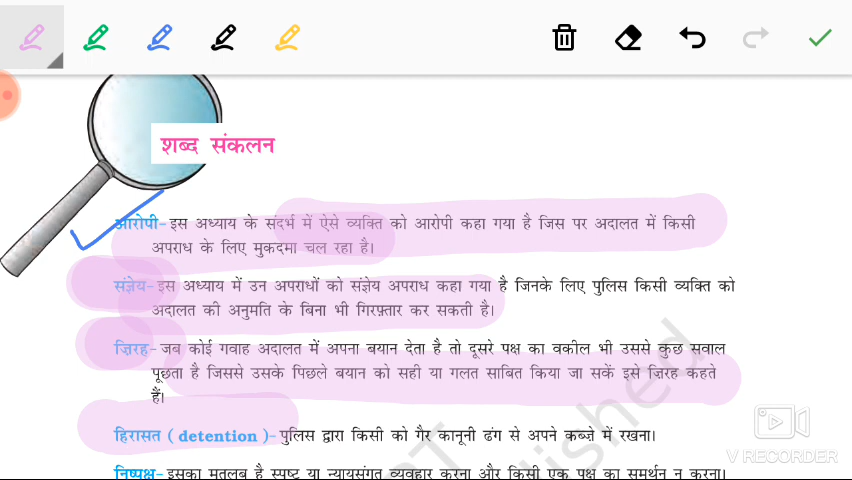 शब्द संकलन
आरोपी- इस अध्याय के संदर्भ में ऐसे व्यक्ति को आरोपी कहा गया है जिस पर अदालत में किसी
अपराध के लिए मुकदमा चल रहा है।
संज्ञेय- इस अध्याय में उन अपराधों को संज्ञेय अपराध कहा गया है जिनके लिए पुलिस किसी व्यक्ति को
अदालत की अनुमति के बिना भी गिरफ़्तार कर सकती है।
ज़िरह- जब कोई गवाह अदालत में अपना बयान देता है तो दूसरे पक्ष का वकील भी उससे कुछ सवाल
पूछता है जिससे उसके पिछले बयान को सही या गलत साबित किया जा सकें इसे ज़िरह कहते
हैं।
हिरासत ( detention )- पुलिस द्वारा किसी को गैर कानूनी ढंग से अपने कब्ज़े में रखना।
निष्पक्ष- इसका मतलब है स्पष्ट या न्यायसंगत व्यवहार करना और किसी एक पक्ष का समर्थन न करना।
V RECORDER